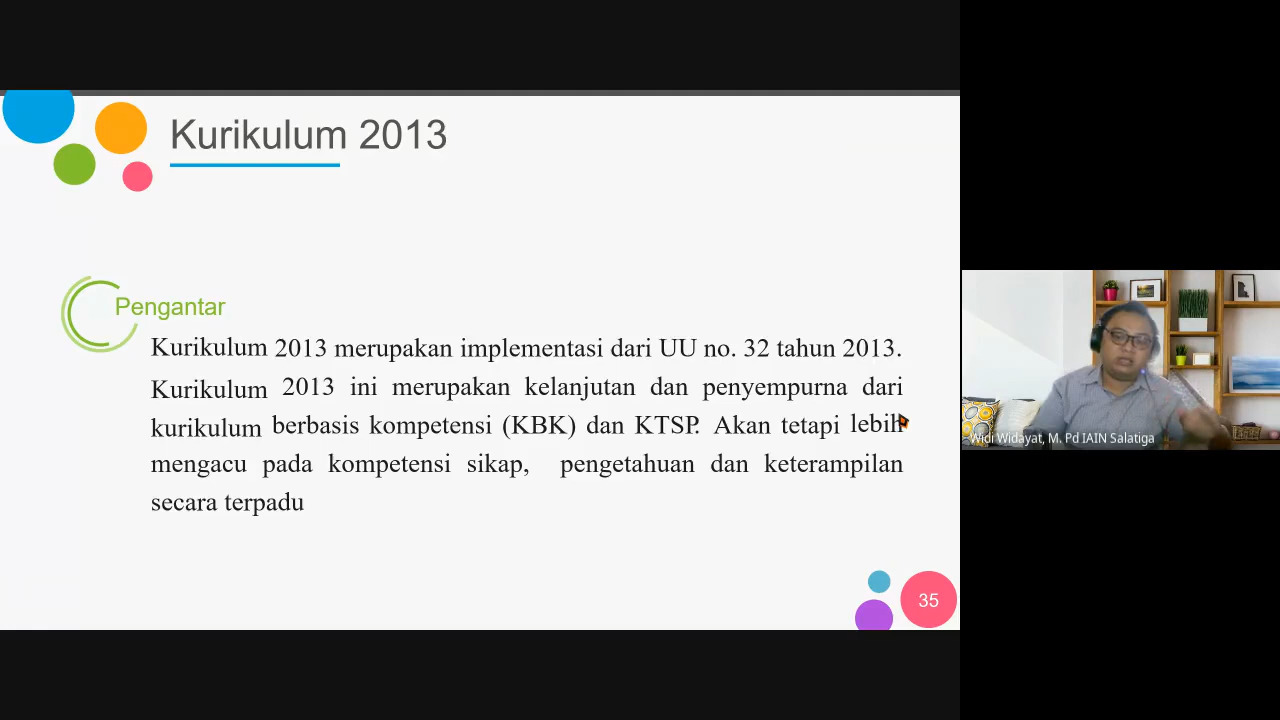 Kurikulum 2013
Pengantar
Kurikulum 2013 merupakan implementasi dari UU no. 32 tahun 2013.
Kurikulum 2013 ini merupakan kelanjutan dan penyempurna dari
kurikulum berbasis kompetensi (KBK) dan KTSP. Akan tetapi lebih
mengacu pada kompetensi sikap, pengetahuan dan keterampilan
secara terpadu
35
Widi Widayat, M. Pd IAIN Salatiga